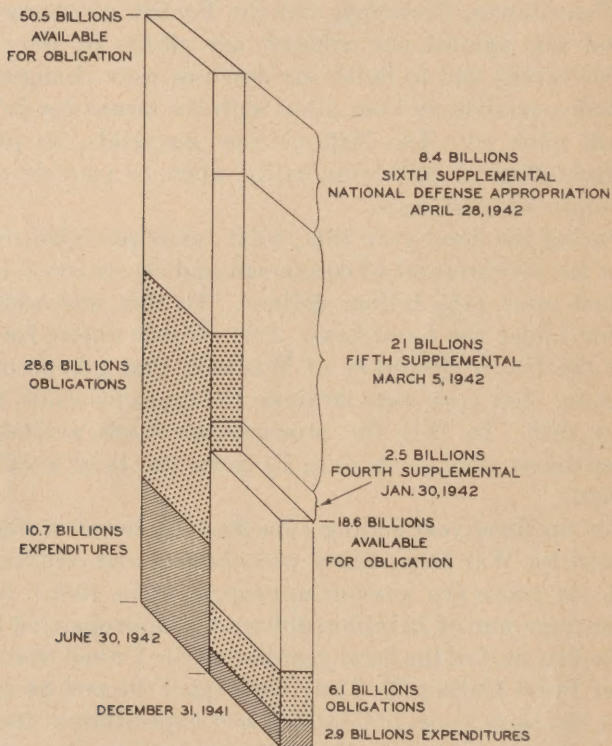 50.5 BILLIONS
AVAILABLE
FOR OBLIGATION
8.4 BILLIONS
SIXTH SUPPLEMENTAL
NATIONAL DEFENSE APPROPRIATION
APRIL 28, 1942
28.6 BILLIONS
OBLIGATIONS
21 BILLIONS
FIFTH SUPPLEMENTAL
MARCH 5, 1942
2.5 BILLIONS
FOURTH SUPPLEMENTAL
JAN. 30, 1942
10.7 BILLIONS
EXPENDITURES
18.6 BILLIONS
AVAILABLE
FOR OBLIGATION
JUNE 30, 1942
DECEMBER 31, 1941
6.1 BILLIONS
OBLIGATIONS
2.9 BILLIONS EXPENDITURES